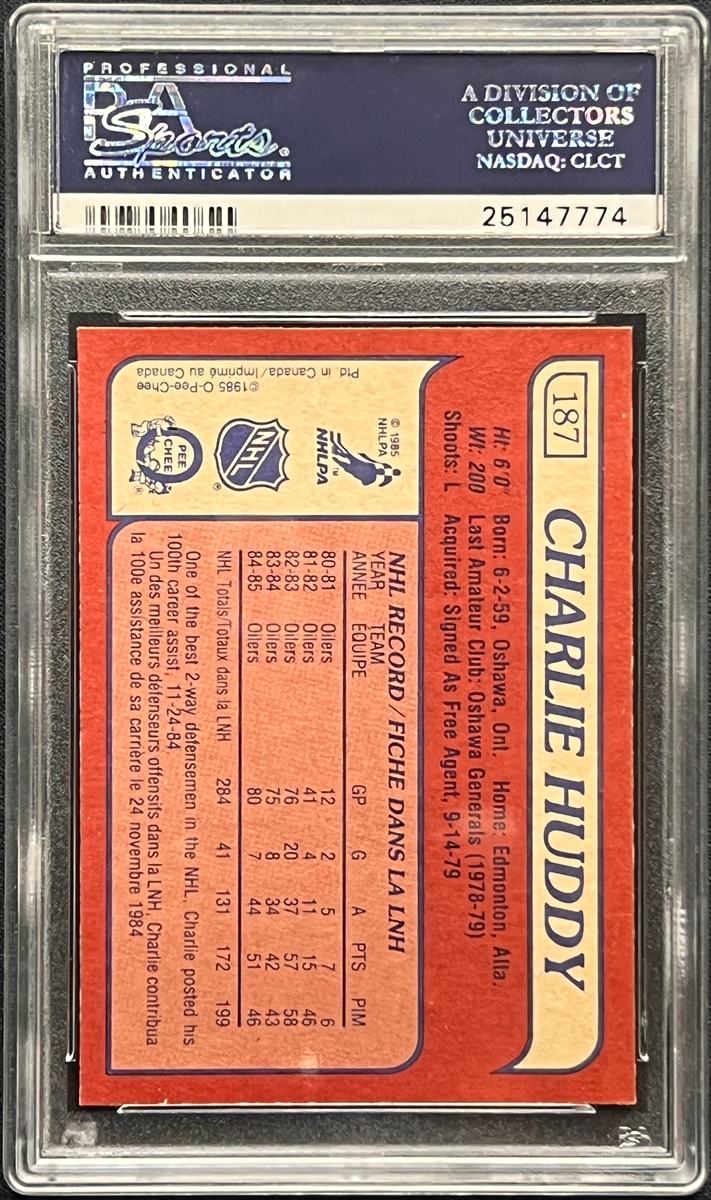 PROFESSIONAL
PSA
Sports
AUTHENTICATOR
A DIVISION OF
COLLECTORS
UNIVERSE
NASDAQ: CLCT
25147774
187
CHARLIE HUDDY
Ht: 6'0" Born: 6-2-59, Oshawa, Ont. Home: Edmonton, Alta.
Wt: 200 Last Amateur Club: Oshawa Generals (1978-79)
Shoots: L Acquired: Signed As Free Agent, 9-14-79
© 1985
NHLPA
NHLPA™
NHL
®
O
PEE
CHEE
®
©1985 O-Pee-Chee
Ptd. in Canada/Imprimé au Canada
NHL RECORD / FICHE DANS LA LNH
YEAR TEAM
ANNÉE ÉQUIPE GP G A PTS PIM
80-81 Oilers 12 2 5 7 6
81-82 Oilers 41 4 11 15 46
82-83 Oilers 76 20 37 57 58
83-84 Oilers 75 8 34 42 43
84-85 Oilers 80 7 44 51 46
NHL Totals/Totaux dans la LNH 284 41 131 172 199
One of the best 2-way defensemen in the NHL, Charlie posted his
100th career assist, 11-24-84.
Un des meilleurs défenseurs offensifs dans la LNH, Charlie contribua
la 100e assistance de sa carrière le 24 novembre 1984.